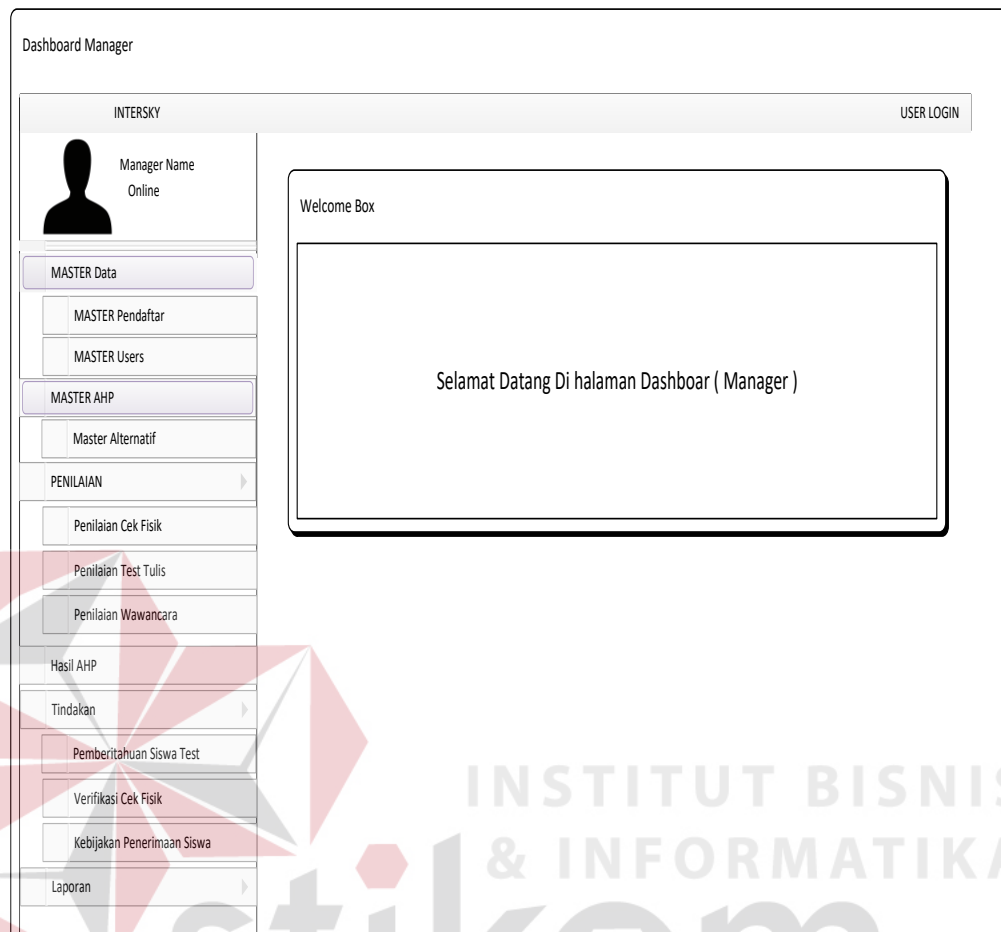 Dashboard Manager
INTERSKY
USER LOGIN
Manager Name
Online
Welcome Box
Selamat Datang Di halaman Dashboar ( Manager )
MASTER Data
MASTER Pendaftar
MASTER Users
MASTER AHP
Master Alternatif
PENILAIAN
Penilaian Cek Fisik
Penilaian Test Tulis
Penilaian Wawancara
Hasil AHP
Tindakan
Pemberitahuan Siswa Test
Verifikasi Cek Fisik
Kebijakan Penerimaan Siswa
Laporan
INSTITUT BISNIS
& INFORMATIKA
stikom